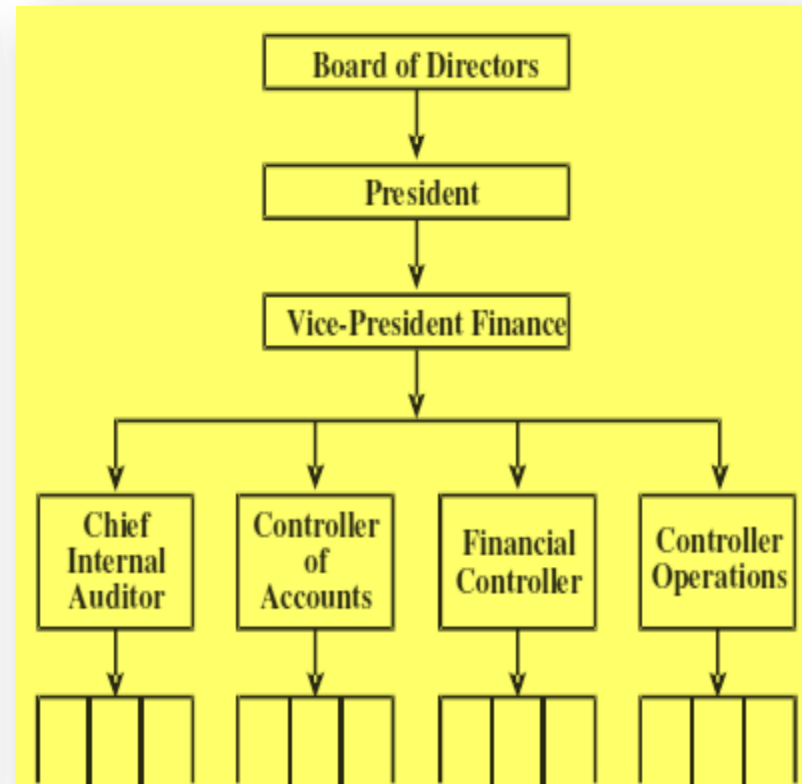 Board of Directors
President
Vice-President Finance
Chief
Internal
Auditor
Controller
of
Accounts
Financial
Controller
Controller
Operations